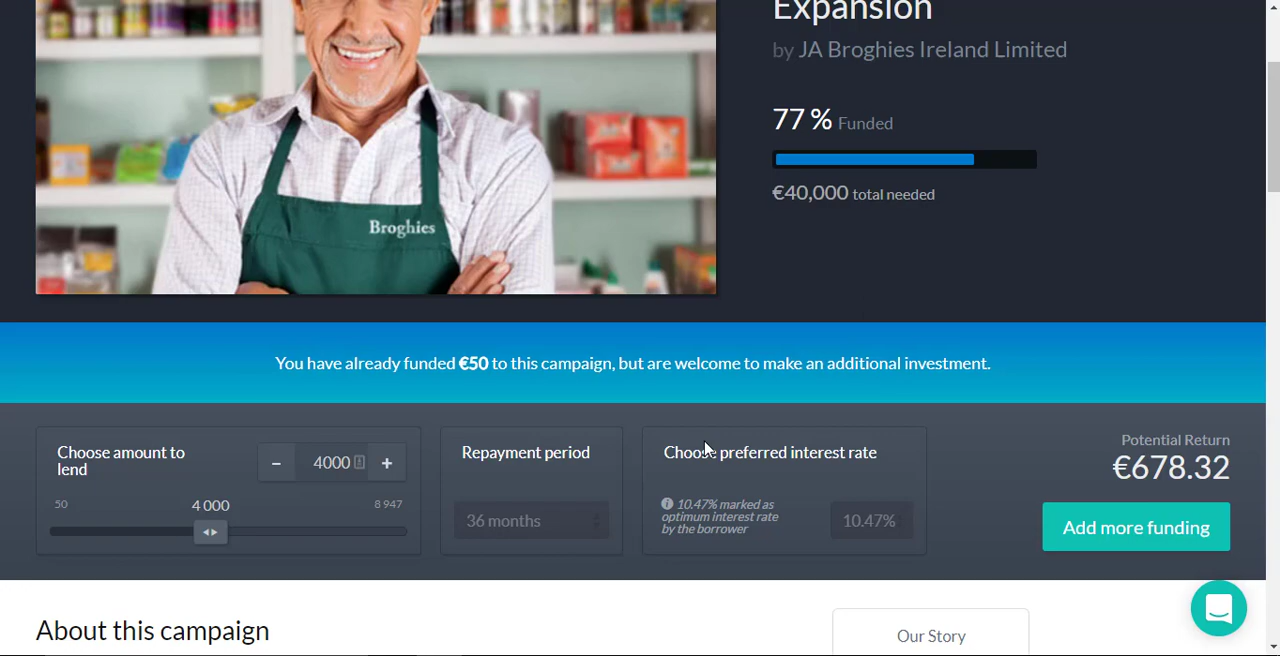 Expansion
by JA Broghies Ireland Limited
77 % Funded
€40,000 total needed
Broghies
You have already funded €50 to this campaign, but are welcome to make an additional investment.
Choose amount to
lend
– 4000 +
50 4 000 8 947
Repayment period
36 months
Choose preferred interest rate
10.47% marked as
optimum interest rate
by the borrower
10.47%
Potential Return
€678.32
Add more funding
About this campaign
Our Story